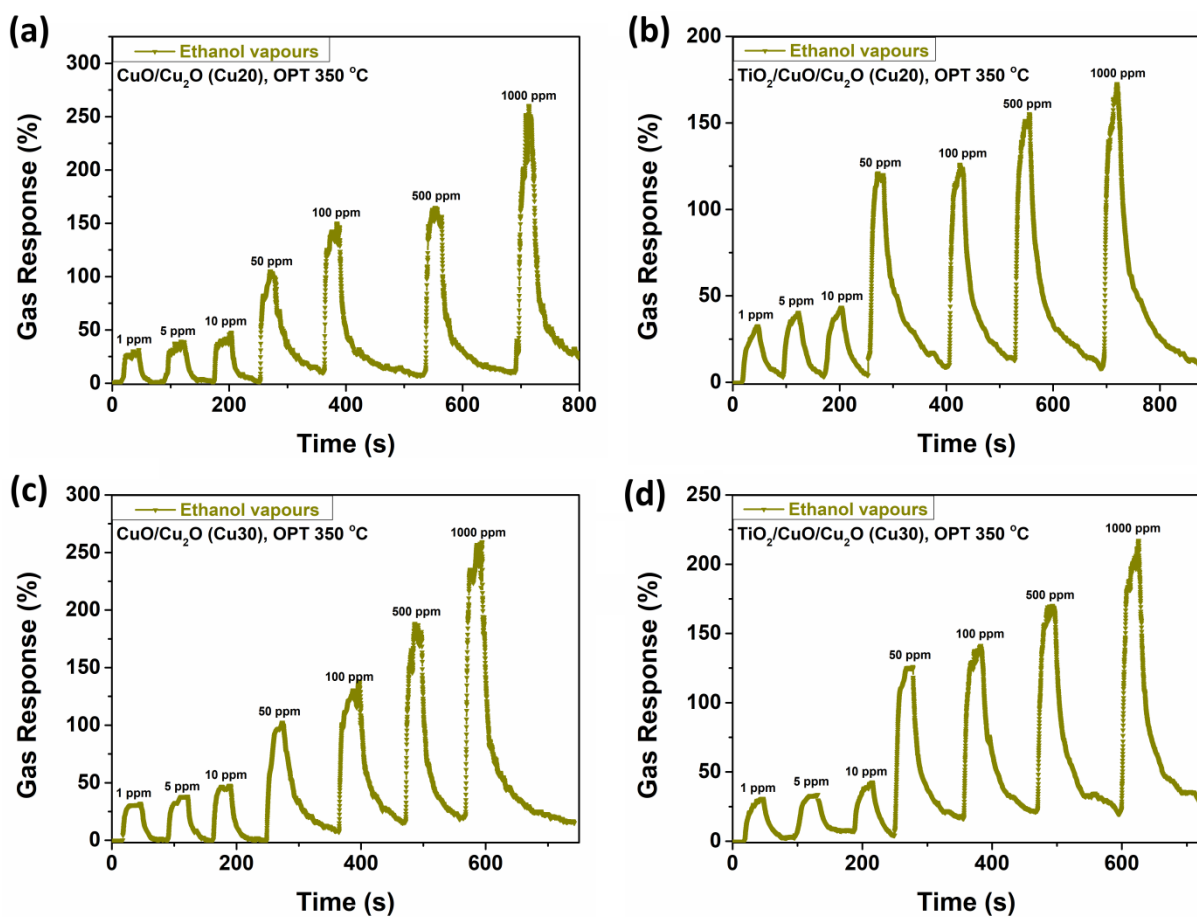 (a)
Ethanol vapours
CuO/Cu₂O (Cu20), OPT 350 °C
Gas Response (%)
325
300
250
200
150
100
50
0
1 ppm
5 ppm
10 ppm
50 ppm
100 ppm
500 ppm
1000 ppm
0 200 400 600 800
Time (s)
(b)
Ethanol vapours
TiO₂/CuO/Cu₂O (Cu20), OPT 350 °C
Gas Response (%)
200
175
150
125
100
75
50
25
0
1 ppm
5 ppm
10 ppm
50 ppm
100 ppm
500 ppm
1000 ppm
0 200 400 600 800
Time (s)
(c)
Ethanol vapours
CuO/Cu₂O (Cu30), OPT 350 °C
Gas Response (%)
300
250
200
150
100
50
0
1 ppm
5 ppm
10 ppm
50 ppm
100 ppm
500 ppm
1000 ppm
0 200 400 600
Time (s)
(d)
Ethanol vapours
TiO₂/CuO/Cu₂O (Cu30), OPT 350 °C
Gas Response (%)
250
200
150
100
50
0
1 ppm
5 ppm
10 ppm
50 ppm
100 ppm
500 ppm
1000 ppm
0 200 400 600
Time (s)